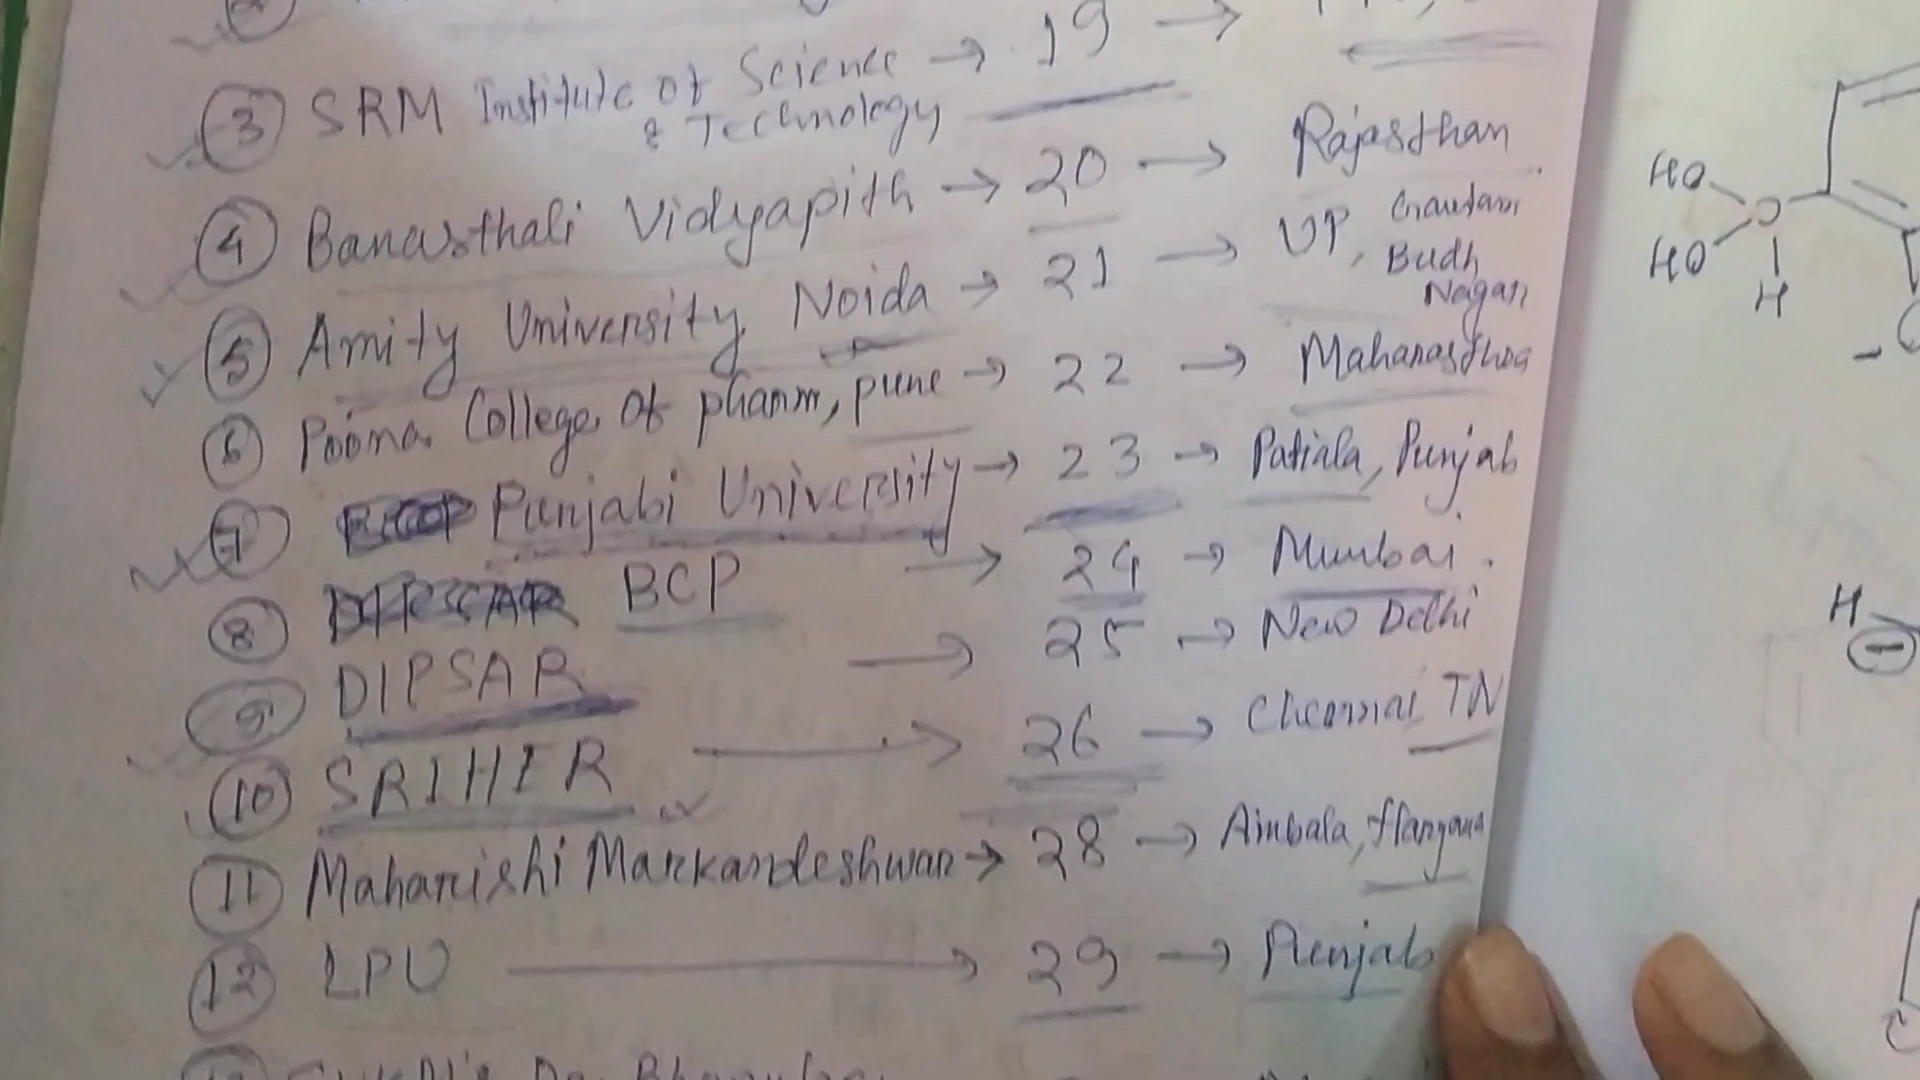 ③ SRM Institute of Science → 19 →
& Technology
④ Banasthali Vidyapith → 20 → Rajasthan
⑤ Amity University Noida → 21 → UP, Gautam
Budh
Nagar
⑥ Poona College of pharm, pune → 22 → Maharasthra
⑦ Punjabi University → 23 → Patiala, Punjab
⑧ BCP → 24 → Mumbai.
⑨ DIPSAR → 25 → New Delhi
⑩ SRIHER → 26 → Chennai TN
⑪ Maharishi Markandeshwar → 28 → Ambala, Haryana
⑫ LPU → 29 → Punjab
HO
HO
H
H